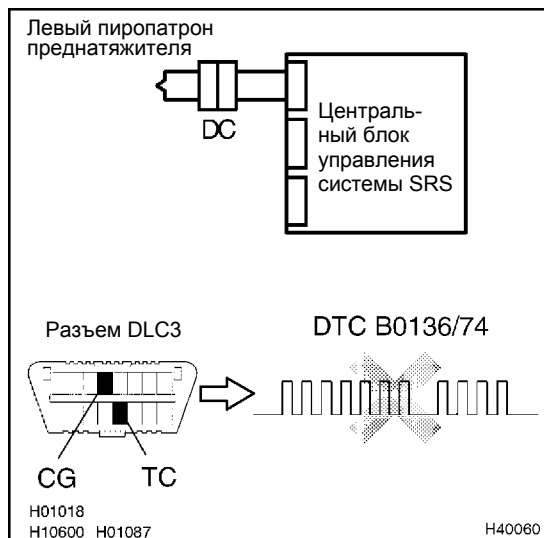 Левый пиропатрон
преднатяжителя
DC
Централь-
ный блок
управления
системы SRS
Разъем DLC3
DTC B0136/74
CG
TC
H01018
H10600 H01087
H40060